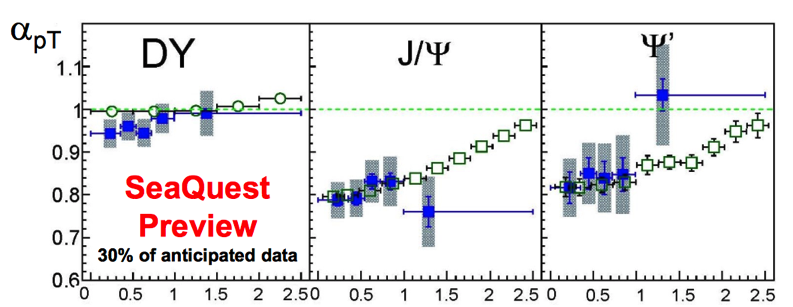 α_pT DY J/Ψ Ψ’
1.1
1
0.9
0.8
0.7
0.6
SeaQuest
Preview
30% of anticipated data
0 0.5 1 1.5 2 2.5 0 0.5 1 1.5 2 2.5 0 0.5 1 1.5 2 2.5